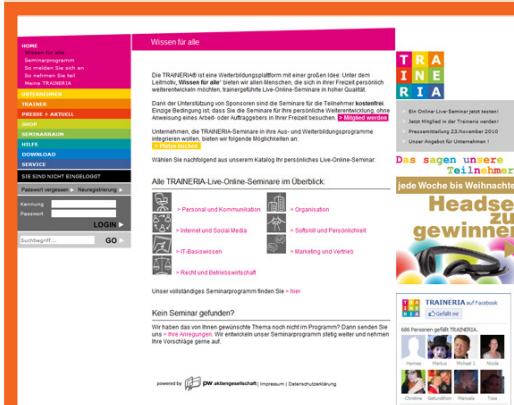 HOME
Wissen für alle
Seminarprogramm
So melden Sie sich an
So nehmen Sie teil
Meine TRAINERIA
UNTERNEHMEN
TRAINER
PRESSE + AKTUELL
SHOP
SEMINARRAUM
HILFE
DOWNLOAD
SERVICE
SIE SIND NICHT EINGELOGGT
Passwort vergessen
Neuregistrierung
Kennung
Passwort
LOGIN
Suchbegriff...
GO
Wissen für alle
Die TRAINERIA® ist eine Weiterbildungsplattform mit einer großen Idee: Unter dem
Leitmotiv „Wissen für alle“ bieten wir allen Menschen, die sich in ihrer Freizeit persönlich
weiterentwickeln möchten, trainergeführte Live-Online-Seminare in hoher Qualität.
Dank der Unterstützung von Sponsoren sind die Seminare für die Teilnehmer kostenfrei.
Einzige Bedingung ist, dass Sie die Seminare für Ihre persönliche Weiterentwicklung, ohne
Anweisung eines Arbeit- oder Auftraggebers in Ihrer Freizeit besuchen. > Mitglied werden
Unternehmen, die TRAINERIA-Seminare in ihre Aus- und Weiterbildungsprogramme
integrieren wollen, bieten wir folgende Möglichkeiten an:
> Plätze buchen
Wählen Sie nachfolgend aus unserem Katalog Ihr persönliches Live-Online-Seminar:
Alle TRAINERIA-Live-Online-Seminare im Überblick:
> Personal und Kommunikation
> Organisation
> Internet und Social Media
> Softskill und Persönlichkeit
> IT-Basiswissen
> Marketing und Vertrieb
> Recht und Betriebswirtschaft
Unser vollständiges Seminarprogramm finden Sie > hier
Kein Seminar gefunden?
Wir haben das von Ihnen gewünschte Thema noch nicht im Programm? Dann senden Sie
uns > Ihre Anregungen. Wir entwickeln unser Seminarprogramm stetig weiter und nehmen
Ihre Vorschläge gerne auf.
powered by pw aktiengesellschaft | Impressum | Datenschutzerklärung
TRA
INE
RIA
Ein Online-Live-Seminar jetzt testen!
Jetzt Mitglied in der Traineria werden!
Pressemitteilung 23.November 2010
Unser Angebot für Unternehmen !
Das sagen unsere
Teilnehmer
jede Woche bis Weihnachte
Headse
zu
gewinnen
TRA
INE
RIA
TRAINERIA auf Facebook
Gefällt mir
686 Personen gefällt TRAINERIA.
Hannes
Markus
Michael J.
Nicole
Christine
Manuela